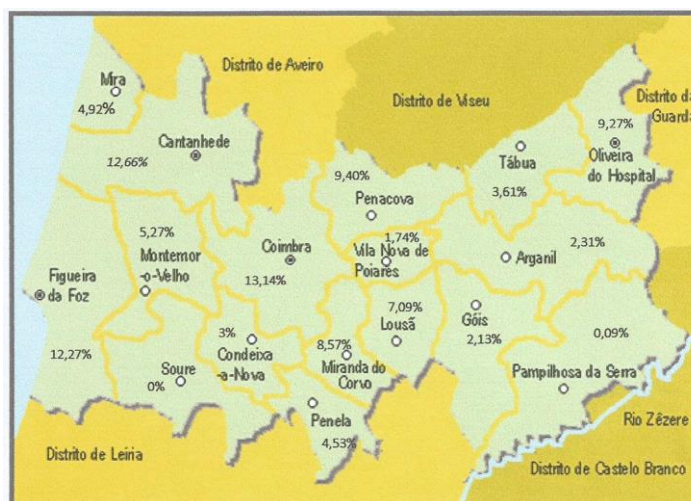 Distrito de Aveiro
Distrito de Viseu
Distrito da
Guarda
Mira
4,92%
Cantanhede
12,66%
9,27%
Oliveira
do Hospital
Tábua
3,61%
9,40%
Penacova
5,27%
Montemor
-o-Velho
Coimbra
13,14%
1,74%
Vila Nova de
Poiares
2,31%
Arganil
Figueira
da Foz
12,27%
7,09%
Lousã
Góis
2,13%
0,09%
Pampilhosa da Serra
3%
Condeixa
-a-Nova
8,57%
Miranda do
Corvo
Soure
0%
Penela
4,53%
Distrito de Leiria
Rio Zêzere
Distrito de Castelo Branco